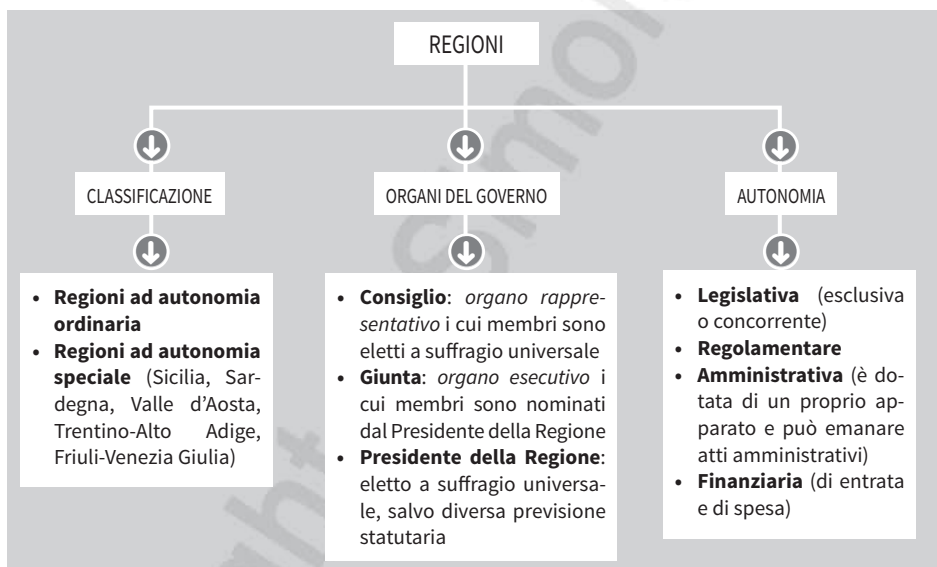 REGIONI
CLASSIFICAZIONE
ORGANI DEL GOVERNO
AUTONOMIA
• Regioni ad autonomia
ordinaria
• Regioni ad autonomia
speciale (Sicilia, Sar-
degna, Valle d'Aosta,
Trentino-Alto Adige,
Friuli-Venezia Giulia)
• Consiglio: organo rappre-
sentativo i cui membri sono
eletti a suffragio universale
• Giunta: organo esecutivo i
cui membri sono nominati
dal Presidente della Regione
• Presidente della Regione:
eletto a suffragio universa-
le, salvo diversa previsione
statutaria
• Legislativa (esclusiva
o concorrente)
• Regolamentare
• Amministrativa (è do-
tata di un proprio ap-
parato e può emanare
atti amministrativi)
• Finanziaria (di entrata
e di spesa)